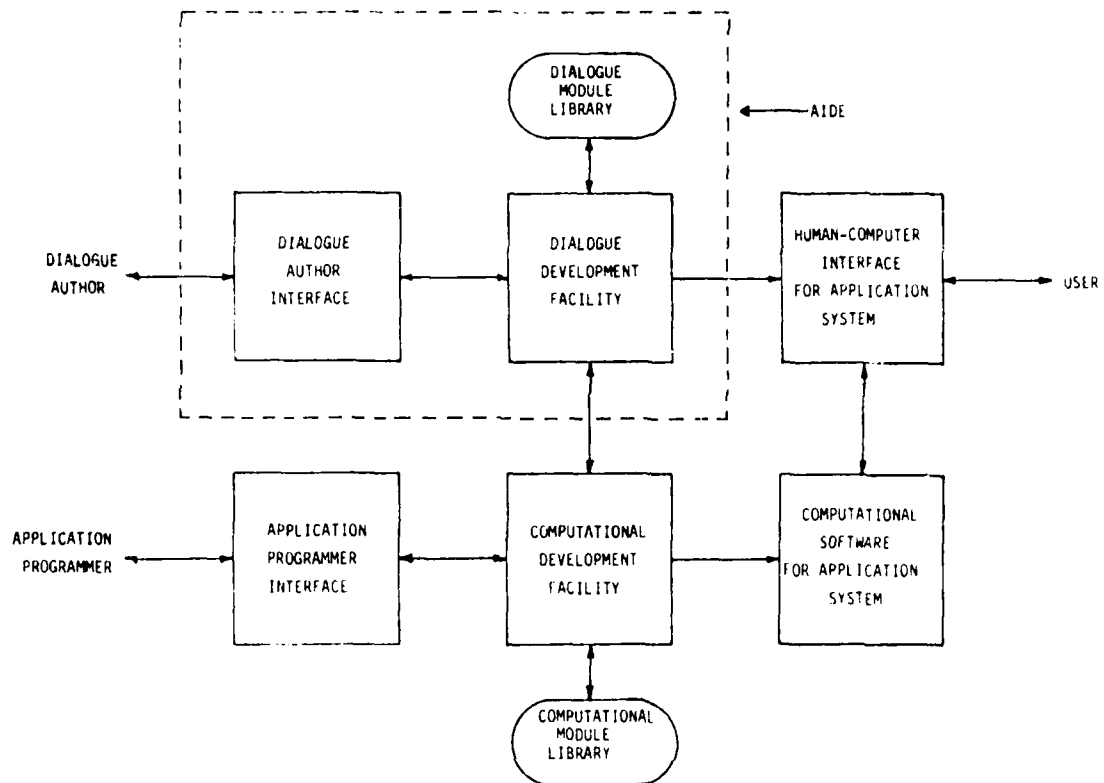 DIALOGUE
MODULE
LIBRARY
AIDE
DIALOGUE
AUTHOR
DIALOGUE
AUTHOR
INTERFACE
DIALOGUE
DEVELOPMENT
FACILITY
HUMAN-COMPUTER
INTERFACE
FOR APPLICATION
SYSTEM
USER
APPLICATION
PROGRAMMER
APPLICATION
PROGRAMMER
INTERFACE
COMPUTATIONAL
DEVELOPMENT
FACILITY
COMPUTATIONAL
SOFTWARE
FOR APPLICATION
SYSTEM
COMPUTATIONAL
MODULE
LIBRARY